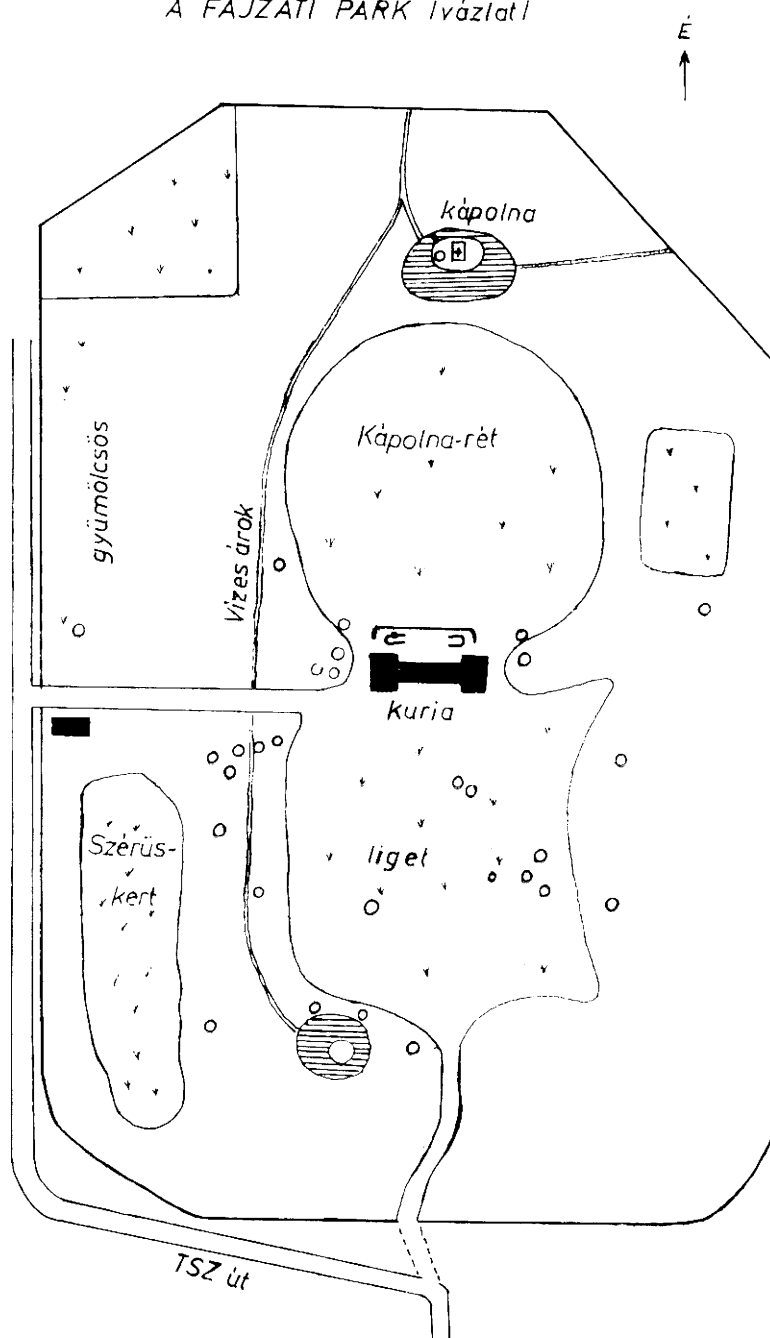 A FAJZATI PARK /vázlat/
É
kápolna
Kápolna-rét
gyümölcsös
Vizes árok
kuria
Szérüs-
kert
liget
TSZ út